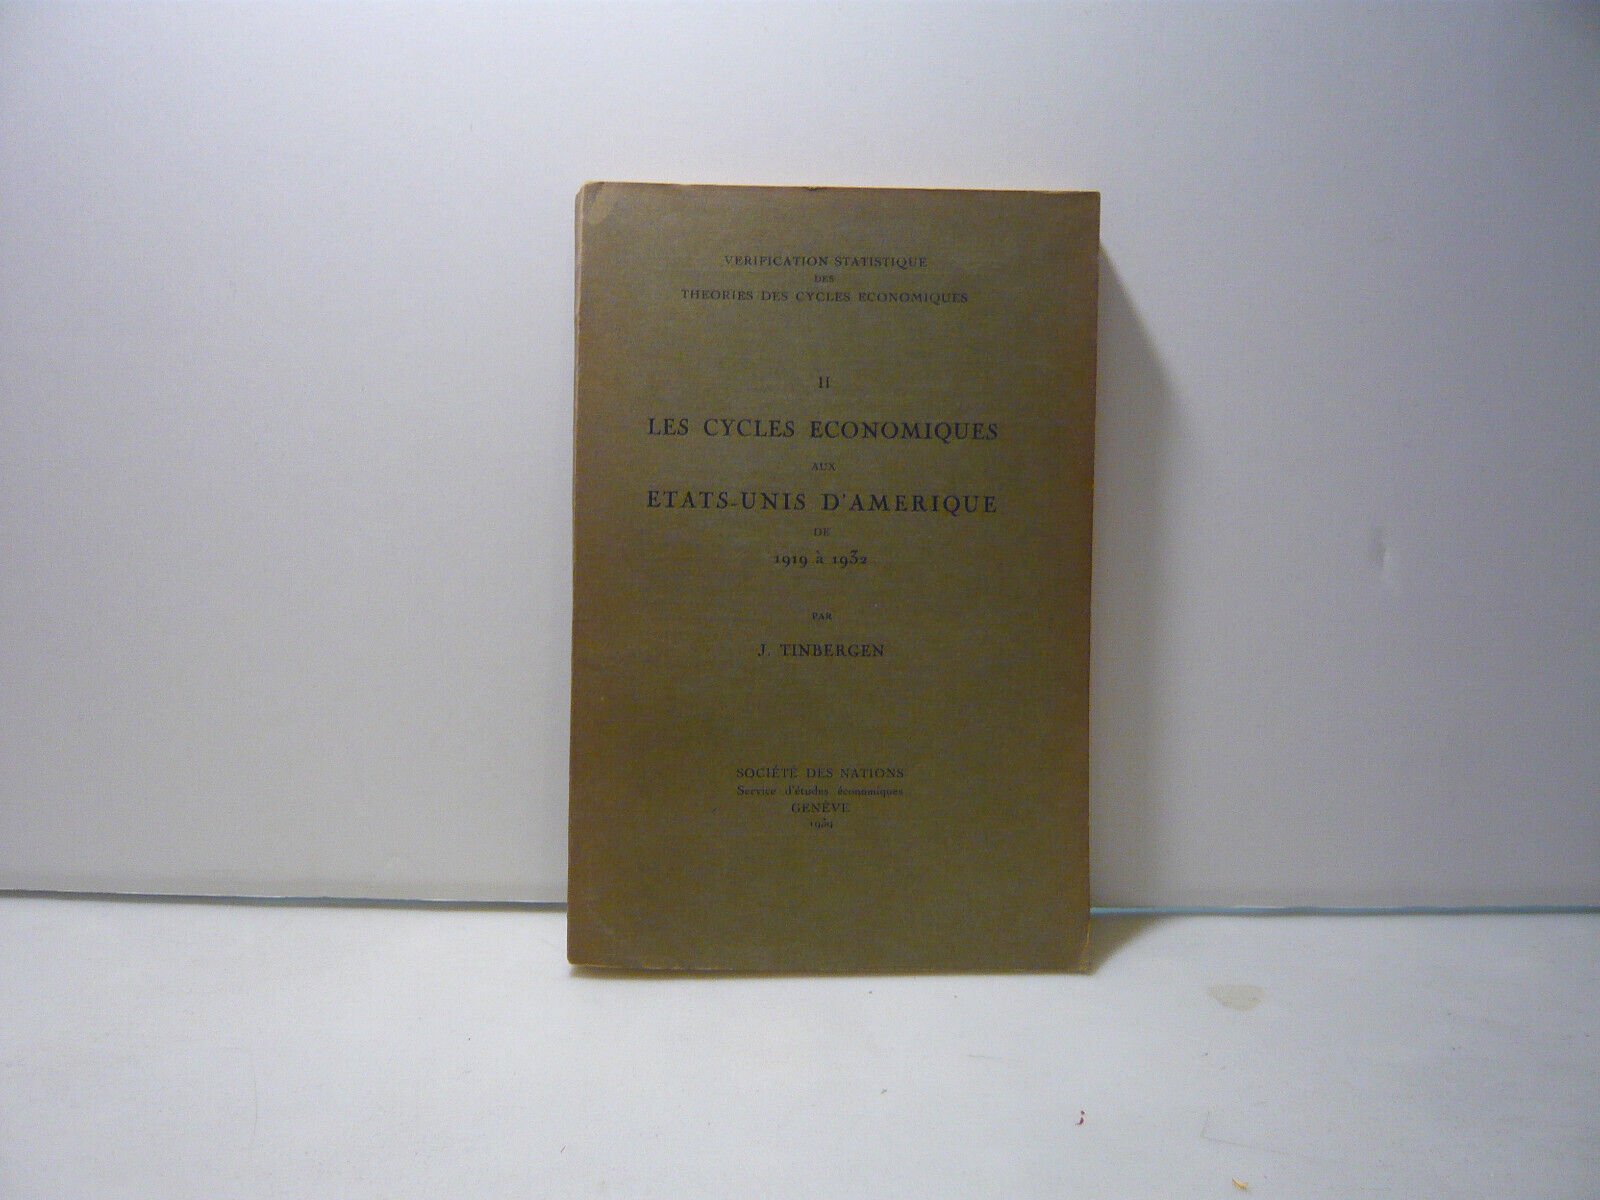 VERIFICATION STATISTIQUE
DES
THEORIES DES CYCLES ECONOMIQUES
II
LES CYCLES ECONOMIQUES
AUX
ETATS-UNIS D'AMERIQUE
DE
1919 à 1932
PAR
J. TINBERGEN
SOCIÉTÉ DES NATIONS
Service d'études économiques
GENÈVE
1939